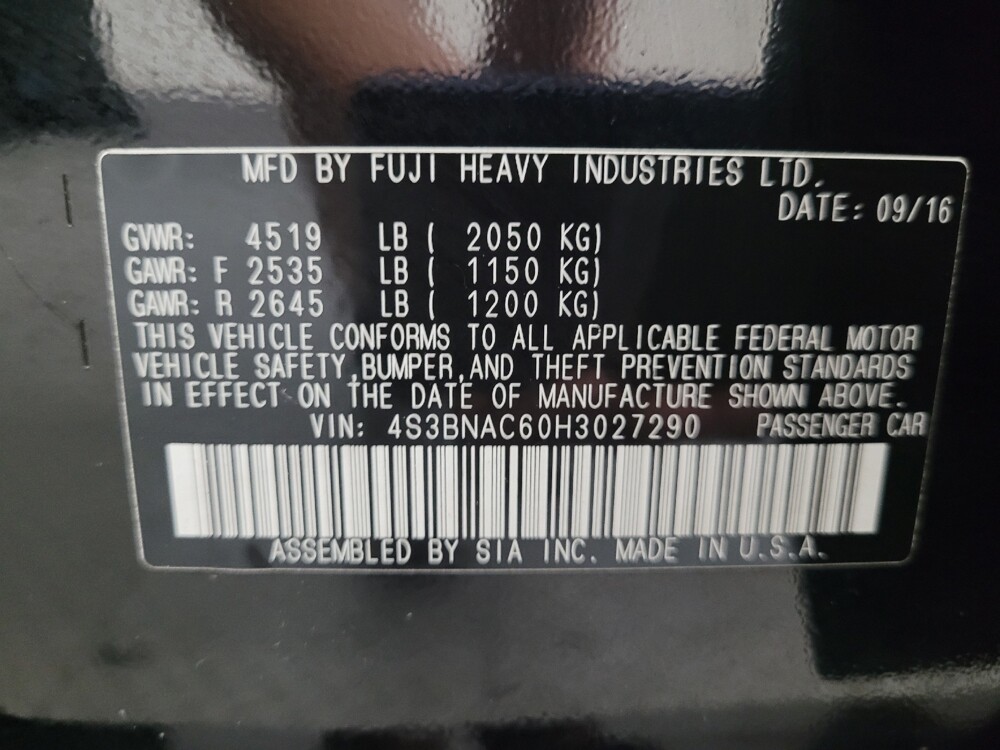 MFD BY FUJI HEAVY INDUSTRIES LTD.
DATE: 09/16
GVWR: 4519 LB ( 2050 KG)
GAWR: F 2535 LB ( 1150 KG)
GAWR: R 2645 LB ( 1200 KG)
THIS VEHICLE CONFORMS TO ALL APPLICABLE FEDERAL MOTOR
VEHICLE SAFETY,BUMPER,AND THEFT PREVENTION STANDARDS
IN EFFECT ON THE DATE OF MANUFACTURE SHOWN ABOVE.
VIN: 4S3BNAC60H3027290 PASSENGER CAR
ASSEMBLED BY SIA INC. MADE IN U.S.A.